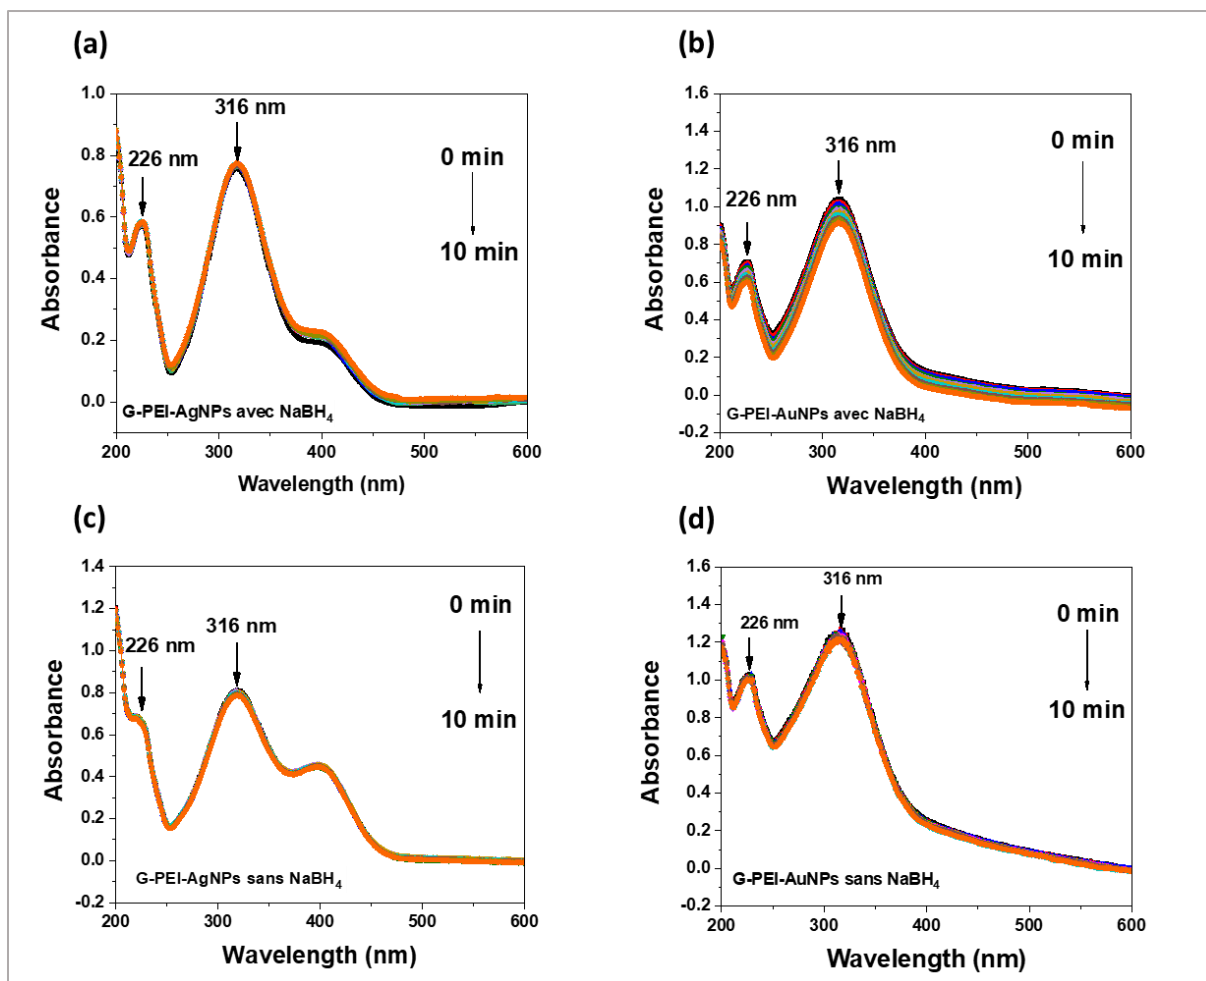 (a)
1.0
0.8
0.6
0.4
0.2
0.0
Absorbance
226 nm
316 nm
0 min
10 min
G-PEI-AgNPs avec NaBH4
200 300 400 500 600
Wavelength (nm)
(b)
1.6
1.4
1.2
1.0
0.8
0.6
0.4
0.2
0.0
-0.2
Absorbance
226 nm
316 nm
0 min
10 min
G-PEI-AuNPs avec NaBH4
200 300 400 500 600
Wavelength (nm)
(c)
1.4
1.2
1.0
0.8
0.6
0.4
0.2
0.0
-0.2
Absorbance
226 nm
316 nm
0 min
10 min
G-PEI-AgNPs sans NaBH4
200 300 400 500 600
Wavelength (nm)
(d)
1.6
1.4
1.2
1.0
0.8
0.6
0.4
0.2
0.0
-0.2
Absorbance
226 nm
316 nm
0 min
10 min
G-PEI-AuNPs sans NaBH4
200 300 400 500 600
Wavelength (nm)